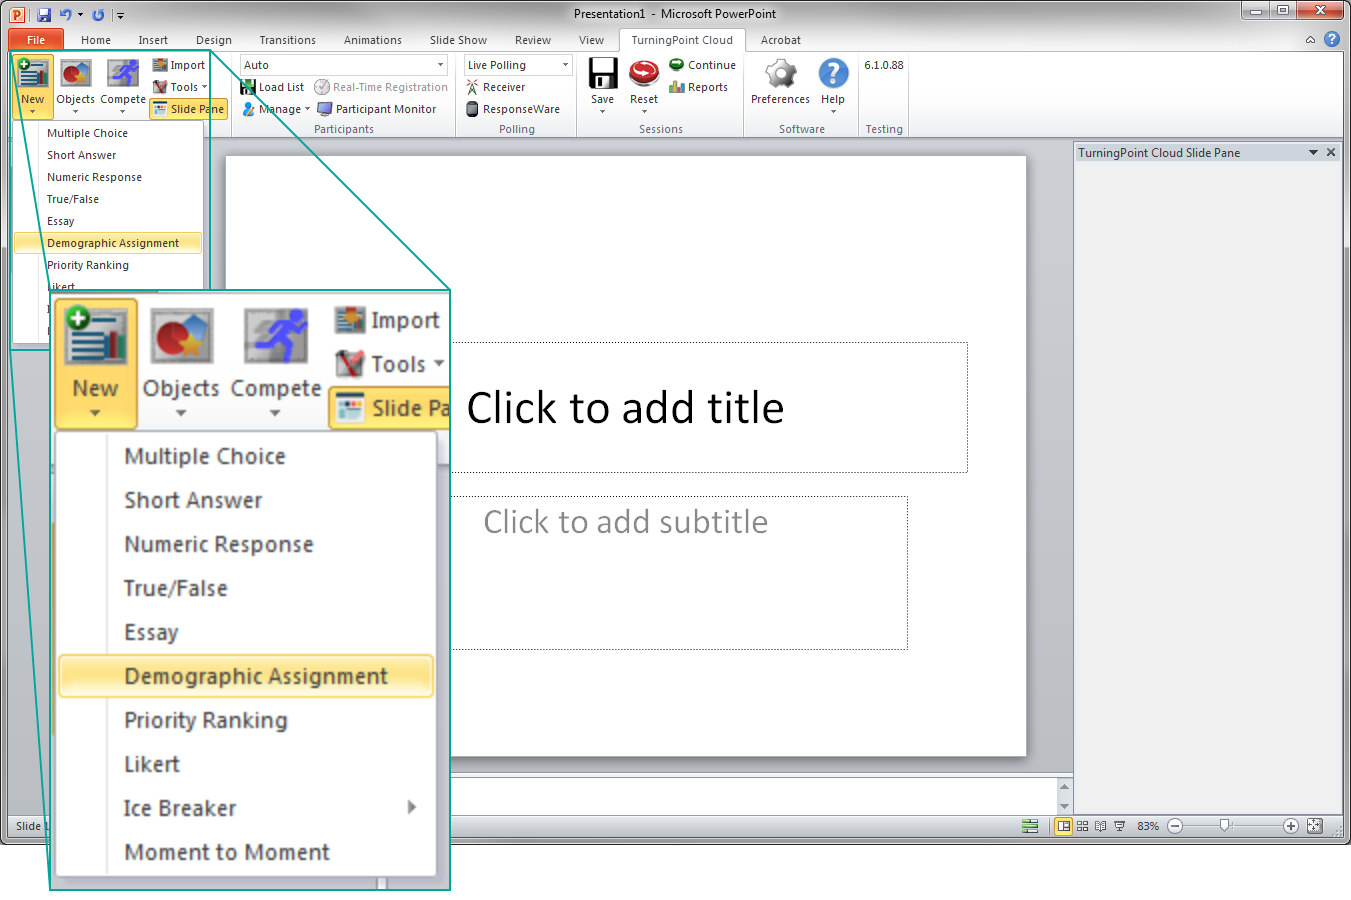 Presentation1 - Microsoft PowerPoint
File Home Insert Design Transitions Animations Slide Show Review View TurningPoint Cloud Acrobat
New Objects Compete Import Tools Slide Pane
Auto
Load List Real-Time Registration
Manage Participant Monitor
Participants
Live Polling
Receiver
ResponseWare
Polling
Save Reset Continue Reports
Sessions
Preferences Help
Software
6.1.0.88
Testing
Multiple Choice
Short Answer
Numeric Response
True/False
Essay
Demographic Assignment
Priority Ranking
Likert
TurningPoint Cloud Slide Pane
New Objects Compete Import
Tools
Slide Pa
Multiple Choice
Short Answer
Numeric Response
True/False
Essay
Demographic Assignment
Priority Ranking
Likert
Ice Breaker
Moment to Moment
Click to add title
Click to add subtitle
Slide 1
83%